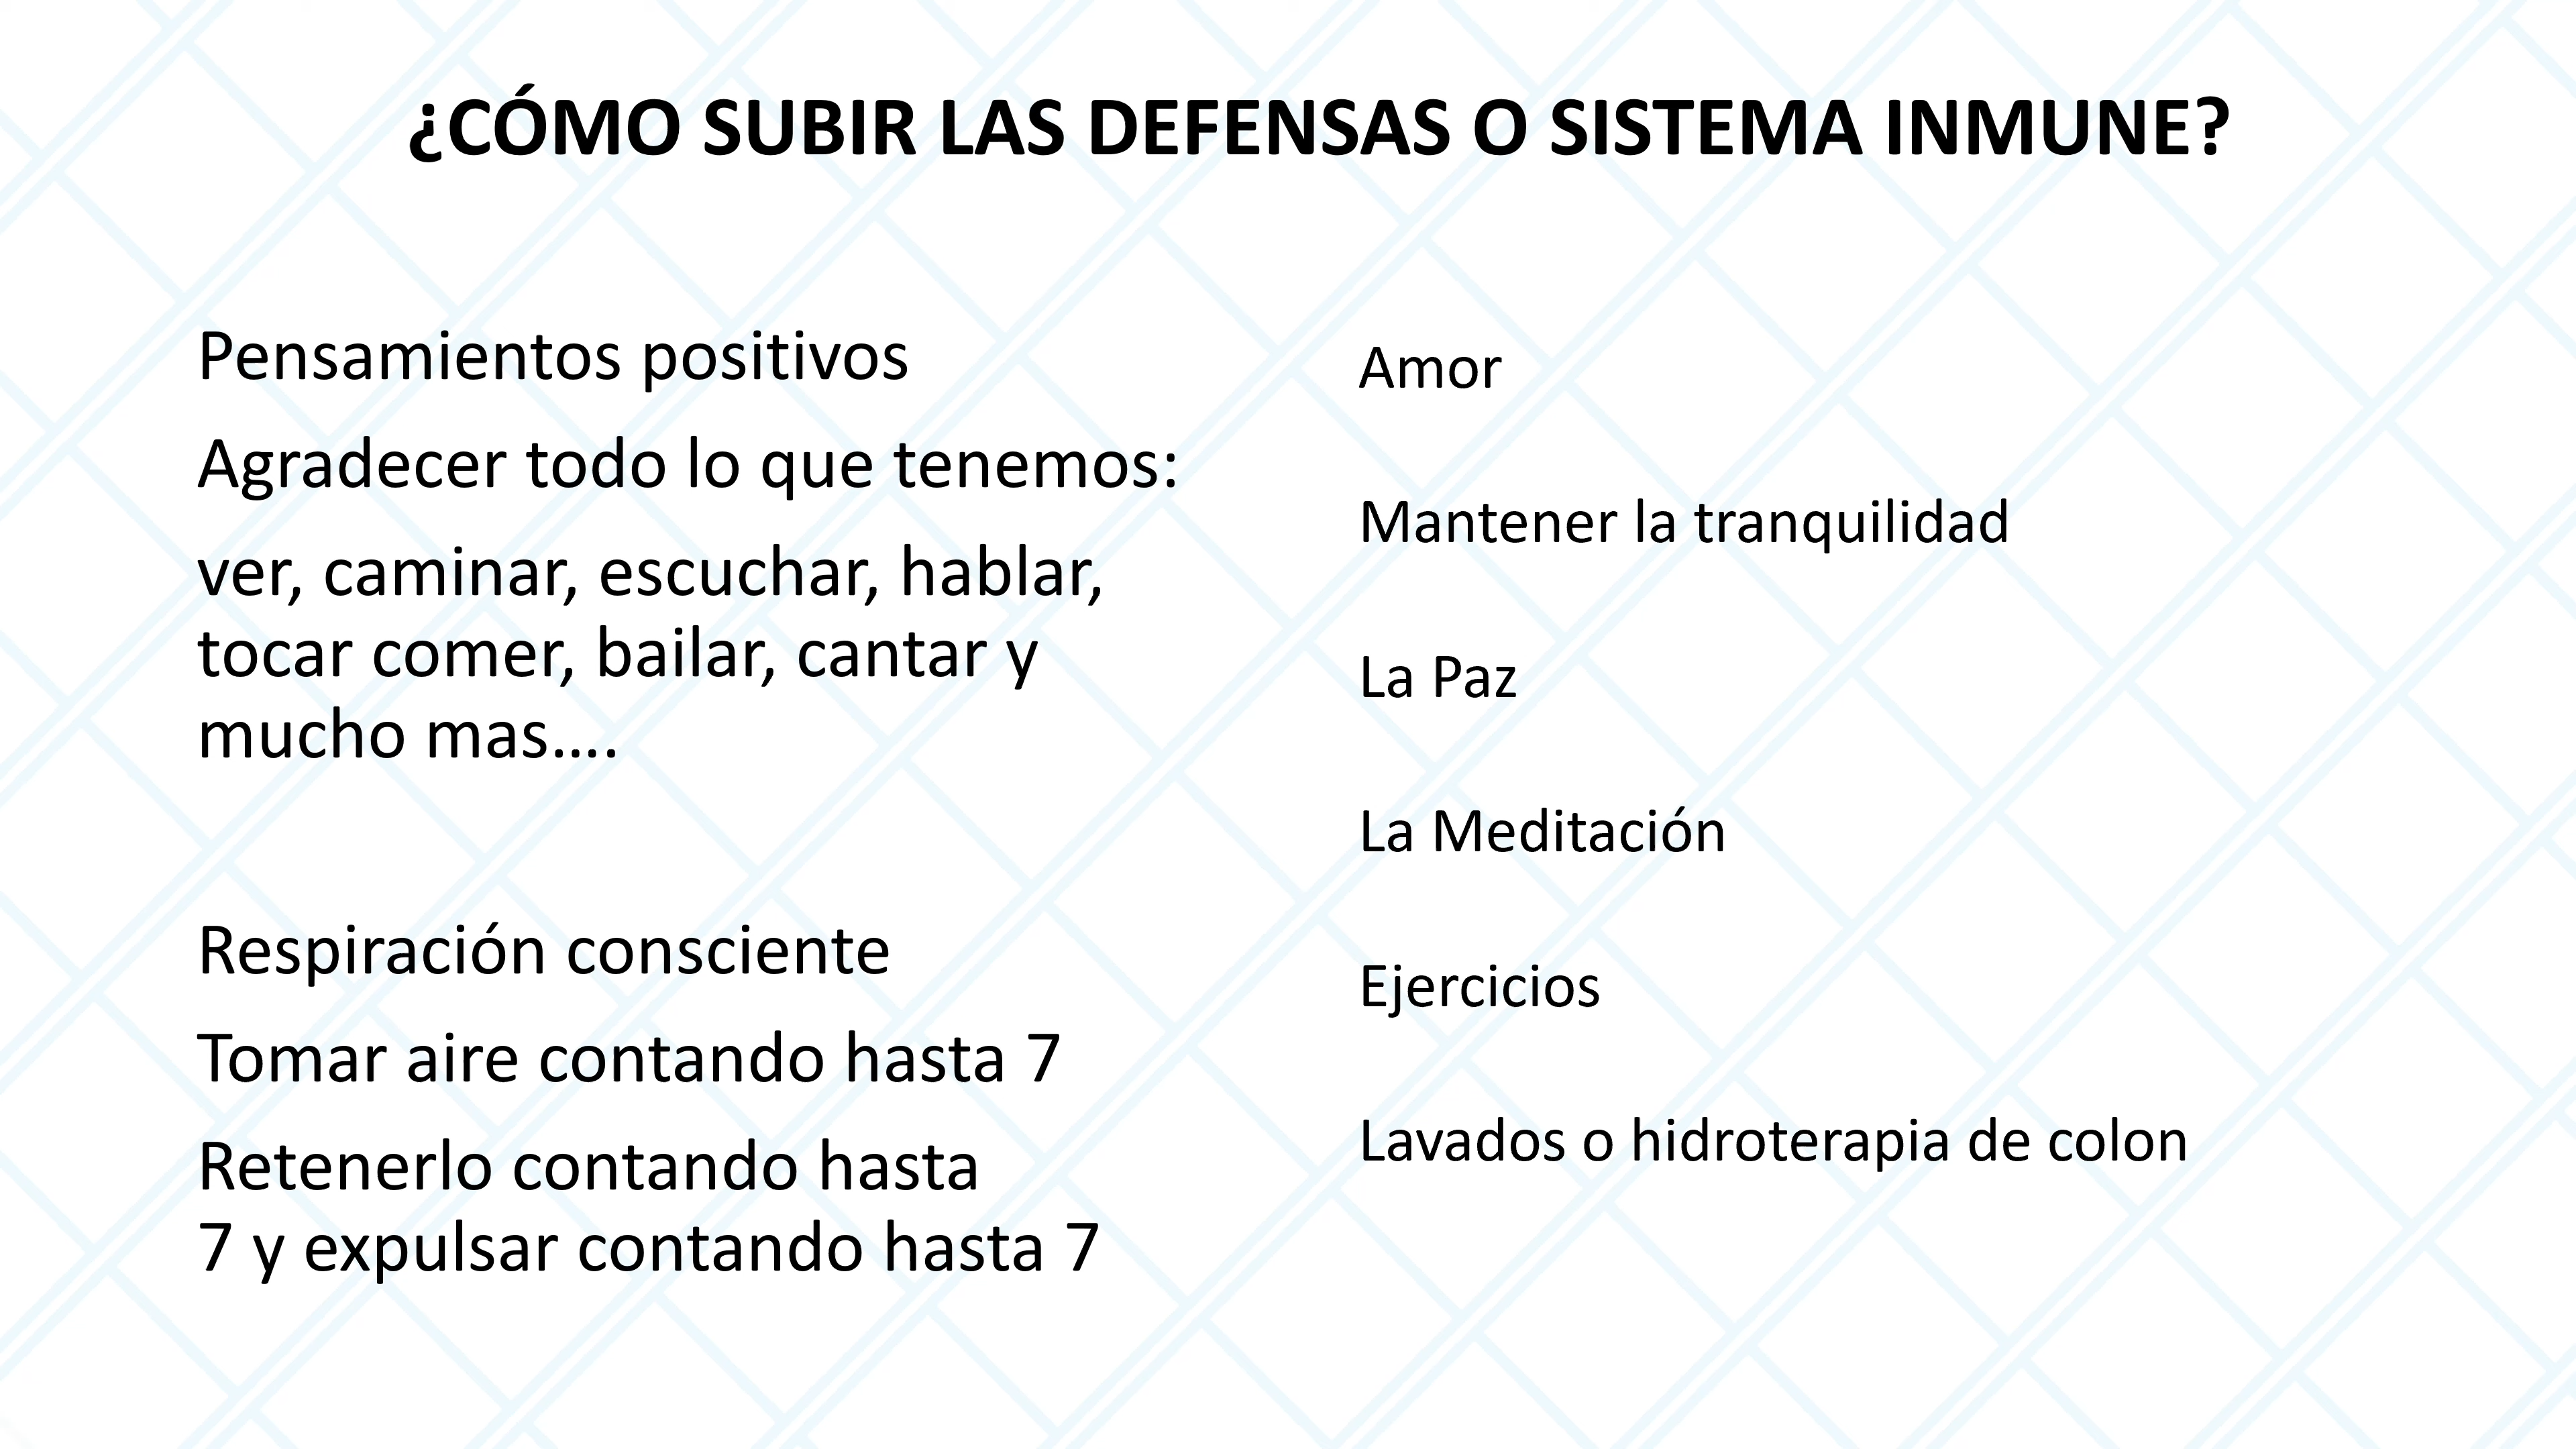 ¿CÓMO SUBIR LAS DEFENSAS O SISTEMA INMUNE?
Pensamientos positivos
Agradecer todo lo que tenemos:
ver, caminar, escuchar, hablar,
tocar comer, bailar, cantar y
mucho mas….
Respiración consciente
Tomar aire contando hasta 7
Retenerlo contando hasta
7 y expulsar contando hasta 7
Amor
Mantener la tranquilidad
La Paz
La Meditación
Ejercicios
Lavados o hidroterapia de colon